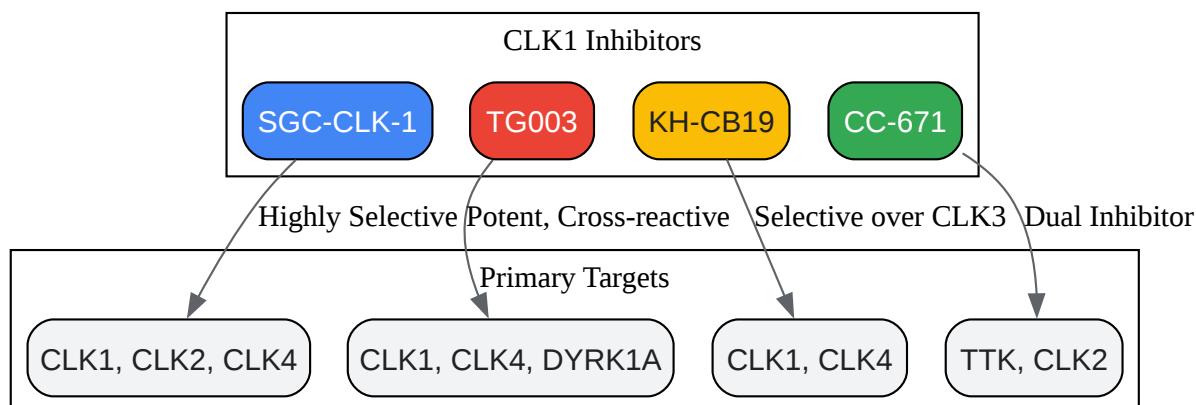 CLK1 Inhibitors
SGC-CLK-1
TG003
KH-CB19
CC-671
Highly Selective
Potent, Cross-reactive
Selective over CLK3
Dual Inhibitor
Primary Targets
CLK1, CLK2, CLK4
CLK1, CLK4, DYRK1A
CLK1, CLK4
TTK, CLK2